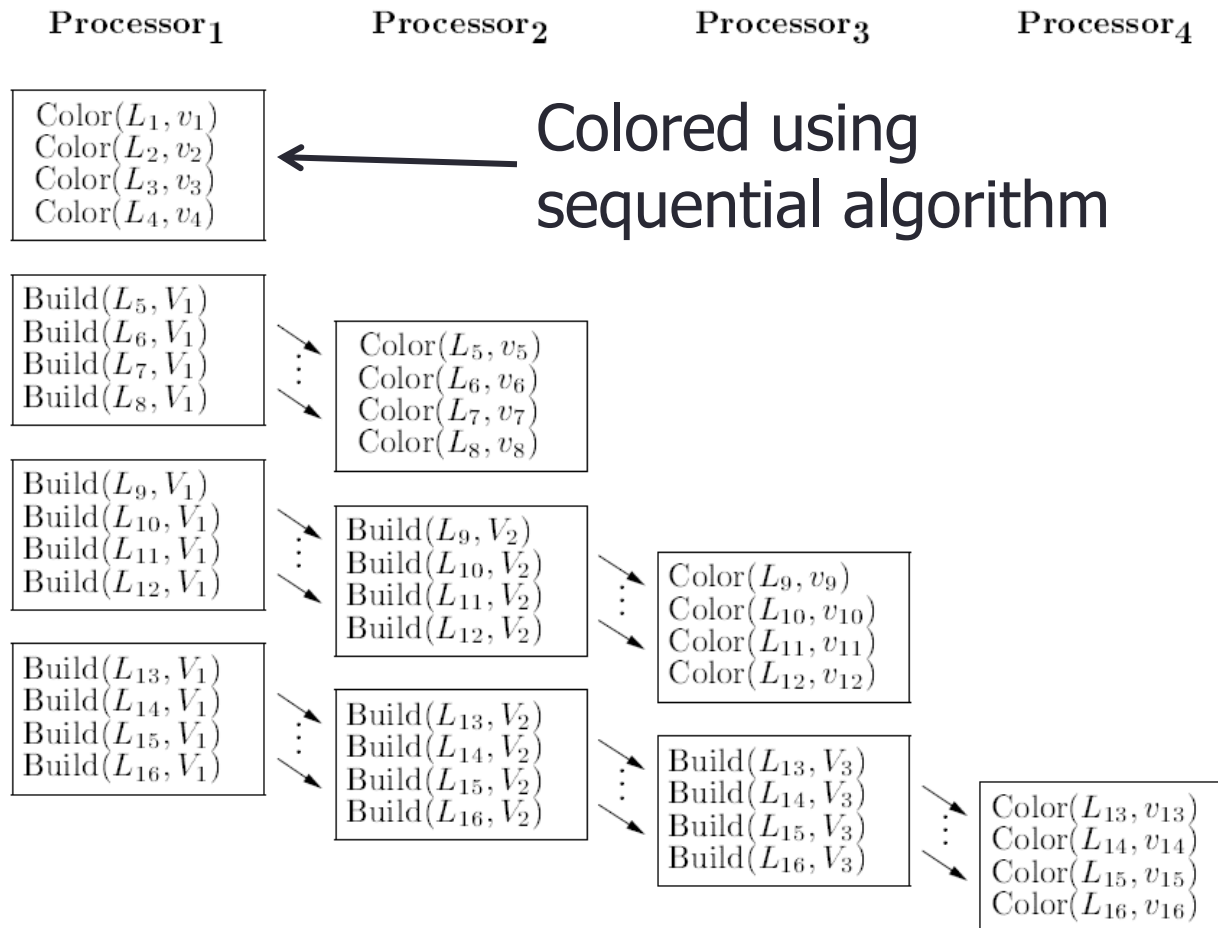 Processor₁ Processor₂ Processor₃ Processor₄
Color(L₁, v₁)
Color(L₂, v₂)
Color(L₃, v₃)
Color(L₄, v₄)
Colored using
sequential algorithm
Build(L₅, V₁)
Build(L₆, V₁)
Build(L₇, V₁)
Build(L₈, V₁)
Color(L₅, v₅)
Color(L₆, v₆)
Color(L₇, v₇)
Color(L₈, v₈)
Build(L₉, V₁)
Build(L₁₀, V₁)
Build(L₁₁, V₁)
Build(L₁₂, V₁)
Build(L₉, V₂)
Build(L₁₀, V₂)
Build(L₁₁, V₂)
Build(L₁₂, V₂)
Color(L₉, v₉)
Color(L₁₀, v₁₀)
Color(L₁₁, v₁₁)
Color(L₁₂, v₁₂)
Build(L₁₃, V₁)
Build(L₁₄, V₁)
Build(L₁₅, V₁)
Build(L₁₆, V₁)
Build(L₁₃, V₂)
Build(L₁₄, V₂)
Build(L₁₅, V₂)
Build(L₁₆, V₂)
Build(L₁₃, V₃)
Build(L₁₄, V₃)
Build(L₁₅, V₃)
Build(L₁₆, V₃)
Color(L₁₃, v₁₃)
Color(L₁₄, v₁₄)
Color(L₁₅, v₁₅)
Color(L₁₆, v₁₆)